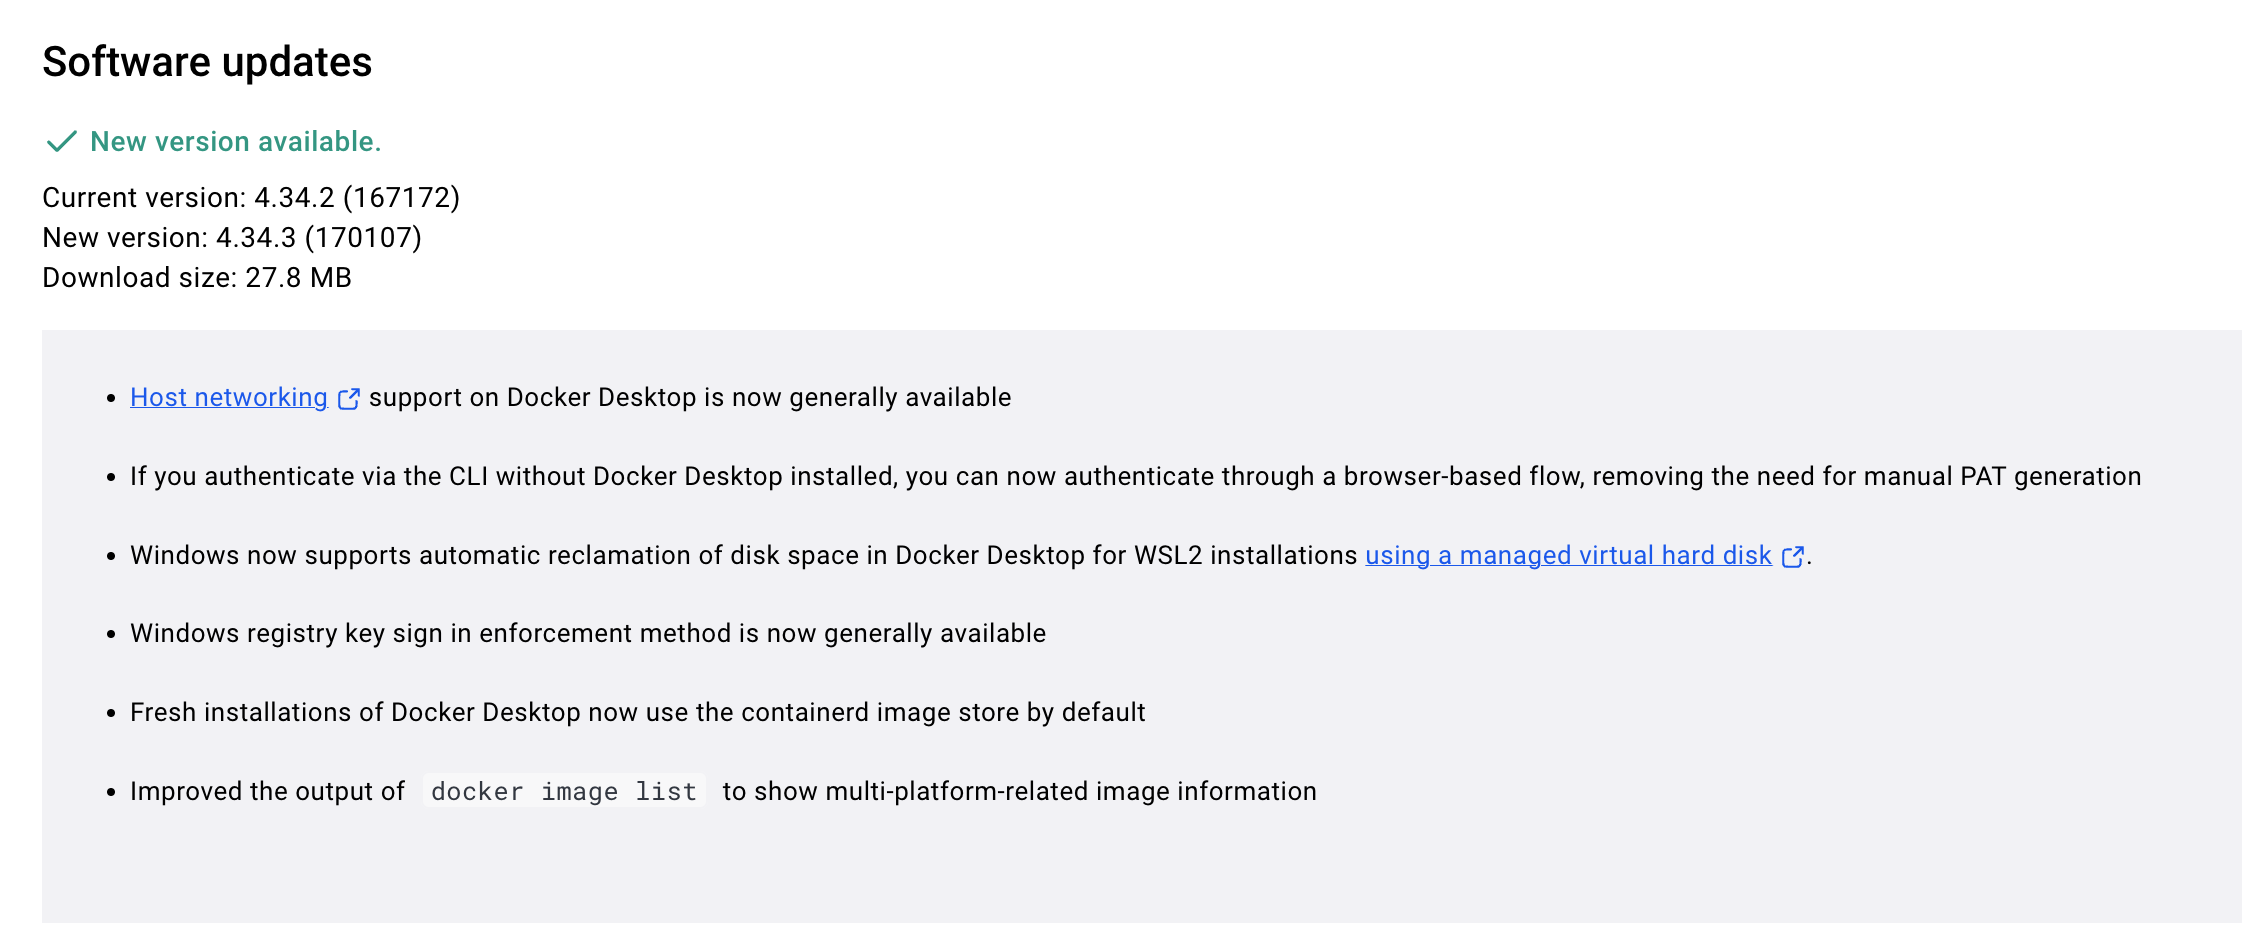 Software updates
New version available.
Current version: 4.34.2 (167172)
New version: 4.34.3 (170107)
Download size: 27.8 MB
• Host networking support on Docker Desktop is now generally available
• If you authenticate via the CLI without Docker Desktop installed, you can now authenticate through a browser-based flow, removing the need for manual PAT generation
• Windows now supports automatic reclamation of disk space in Docker Desktop for WSL2 installations using a managed virtual hard disk.
• Windows registry key sign in enforcement method is now generally available
• Fresh installations of Docker Desktop now use the containerd image store by default
• Improved the output of docker image list to show multi-platform-related image information